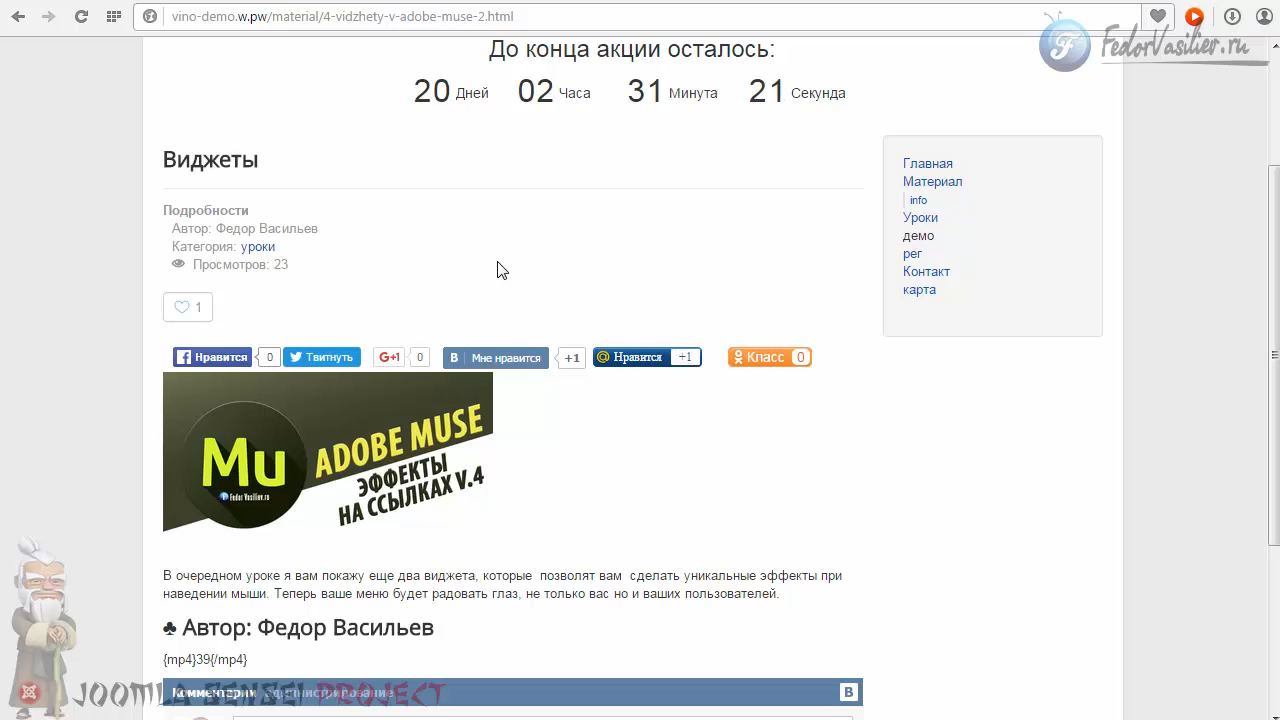 vino-demo.w.pw/material/4-vidzhety-v-adobe-muse-2.html
FedorVasiliev.ru
До конца акции осталось:
20 Дней 02 Часа 31 Минута 21 Секунда
Виджеты
Подробности
Автор: Федор Васильев
Категория: уроки
Просмотров: 23
1
Нравится 0 Твитнуть G+1 0 В Мне нравится +1 Нравится +1 Класс 0
Mu
Fedor Vasiliev.ru
ADOBE MUSE
ЭФФЕКТЫ
НА ССЫЛКАХ V.4
В очередном уроке я вам покажу еще два виджета, которые позволят вам сделать уникальные эффекты при
наведении мыши. Теперь ваше меню будет радовать глаз, не только вас но и ваших пользователей.
♣ Автор: Федор Васильев
{mp4}39{/mp4}
Комментарии администрирование В
JOOMLA SENSEI PROJECT
Главная
Материал
info
Уроки
демо
рег
Контакт
карта